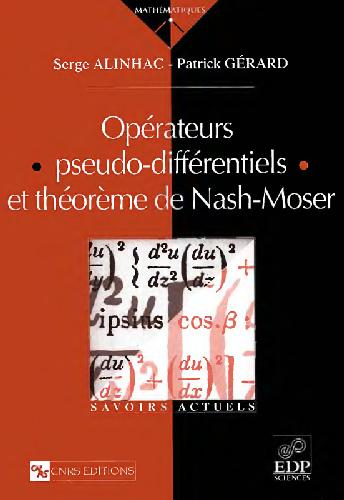 MATHÉMATIQUES
Serge ALINHAC - Patrick GÉRARD
Opérateurs
• pseudo-différentiels •
et théorème de Nash-Moser
ipsius cos. β :
SAVOIRS ACTUELS
CNRS EDITIONS
EDP
SCIENCES